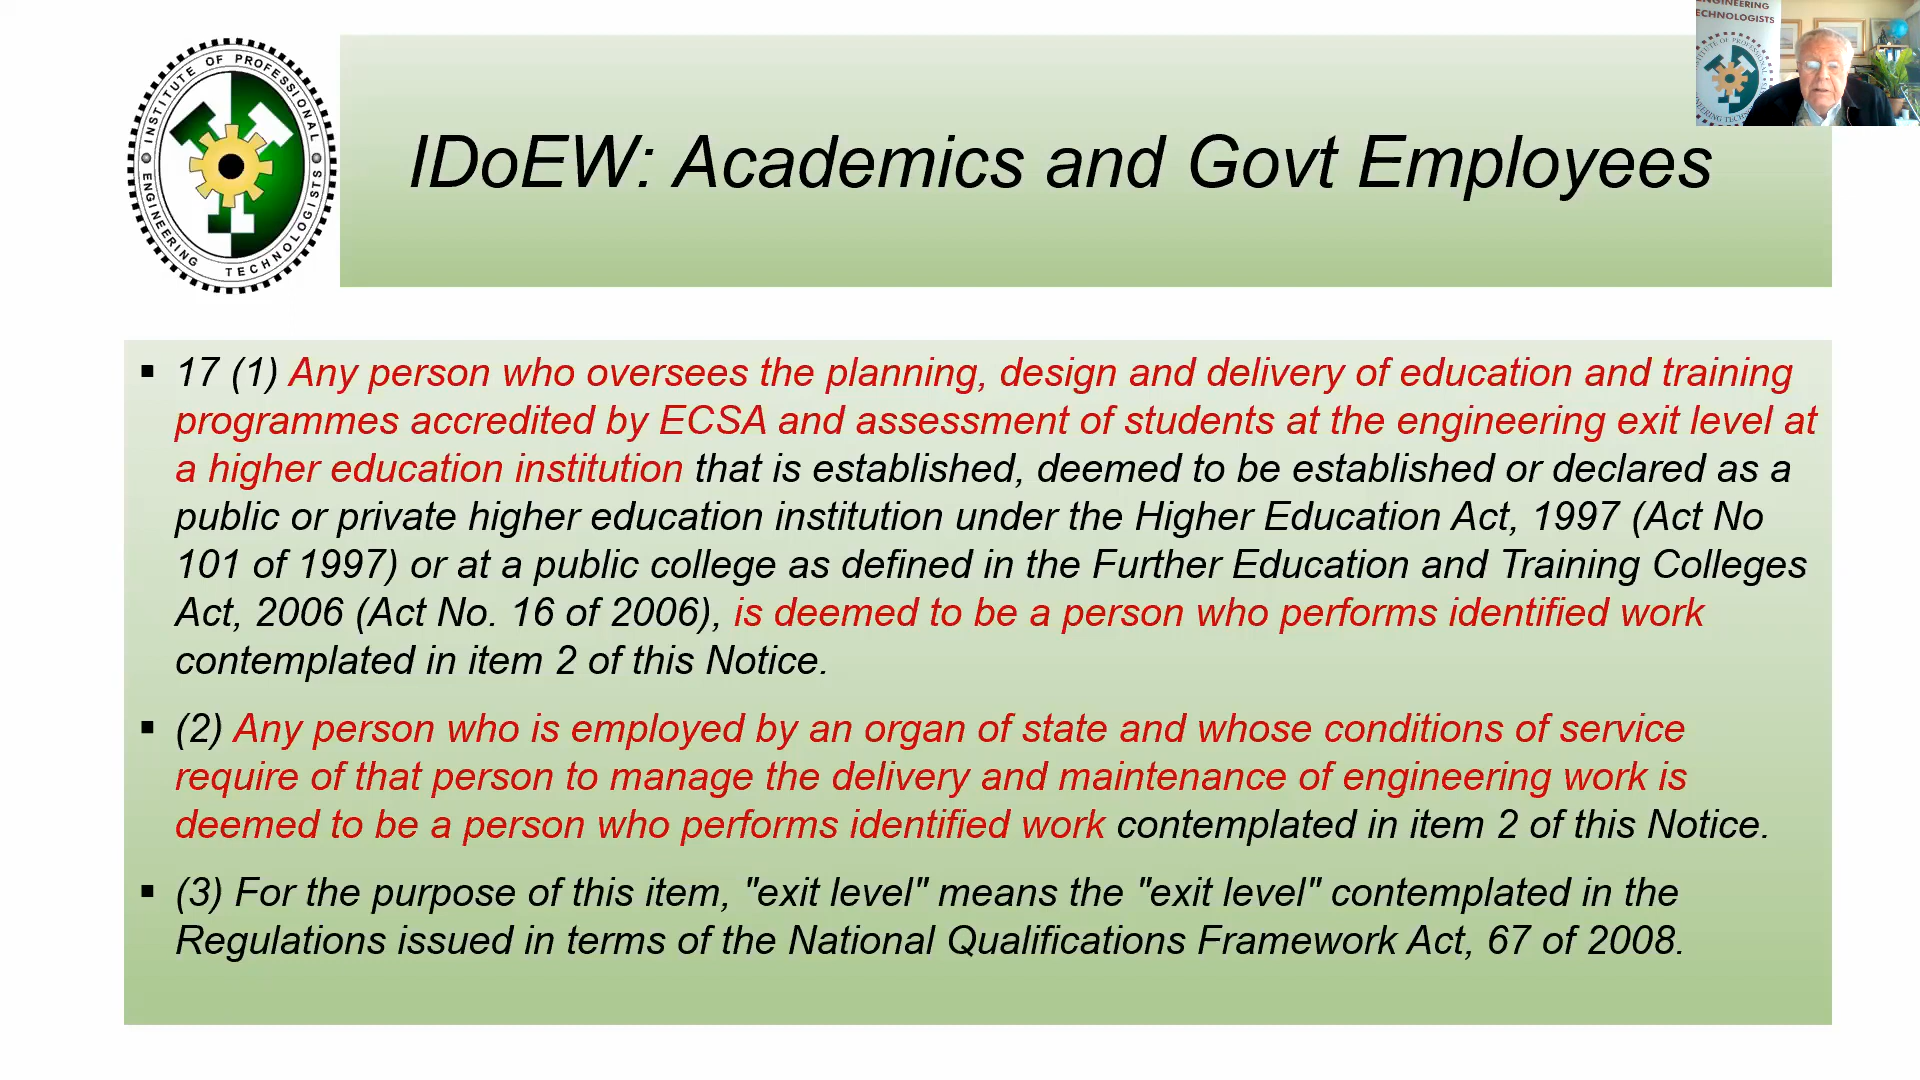 ENGINEERING
TECHNOLOGISTS
INSTITUTE OF PROFESSIONAL
ENGINEERING TECHNOLOGISTS
IDoEW: Academics and Govt Employees
▪ 17 (1) Any person who oversees the planning, design and delivery of education and training
programmes accredited by ECSA and assessment of students at the engineering exit level at
a higher education institution that is established, deemed to be established or declared as a
public or private higher education institution under the Higher Education Act, 1997 (Act No
101 of 1997) or at a public college as defined in the Further Education and Training Colleges
Act, 2006 (Act No. 16 of 2006), is deemed to be a person who performs identified work
contemplated in item 2 of this Notice.
▪ (2) Any person who is employed by an organ of state and whose conditions of service
require of that person to manage the delivery and maintenance of engineering work is
deemed to be a person who performs identified work contemplated in item 2 of this Notice.
▪ (3) For the purpose of this item, "exit level" means the "exit level" contemplated in the
Regulations issued in terms of the National Qualifications Framework Act, 67 of 2008.